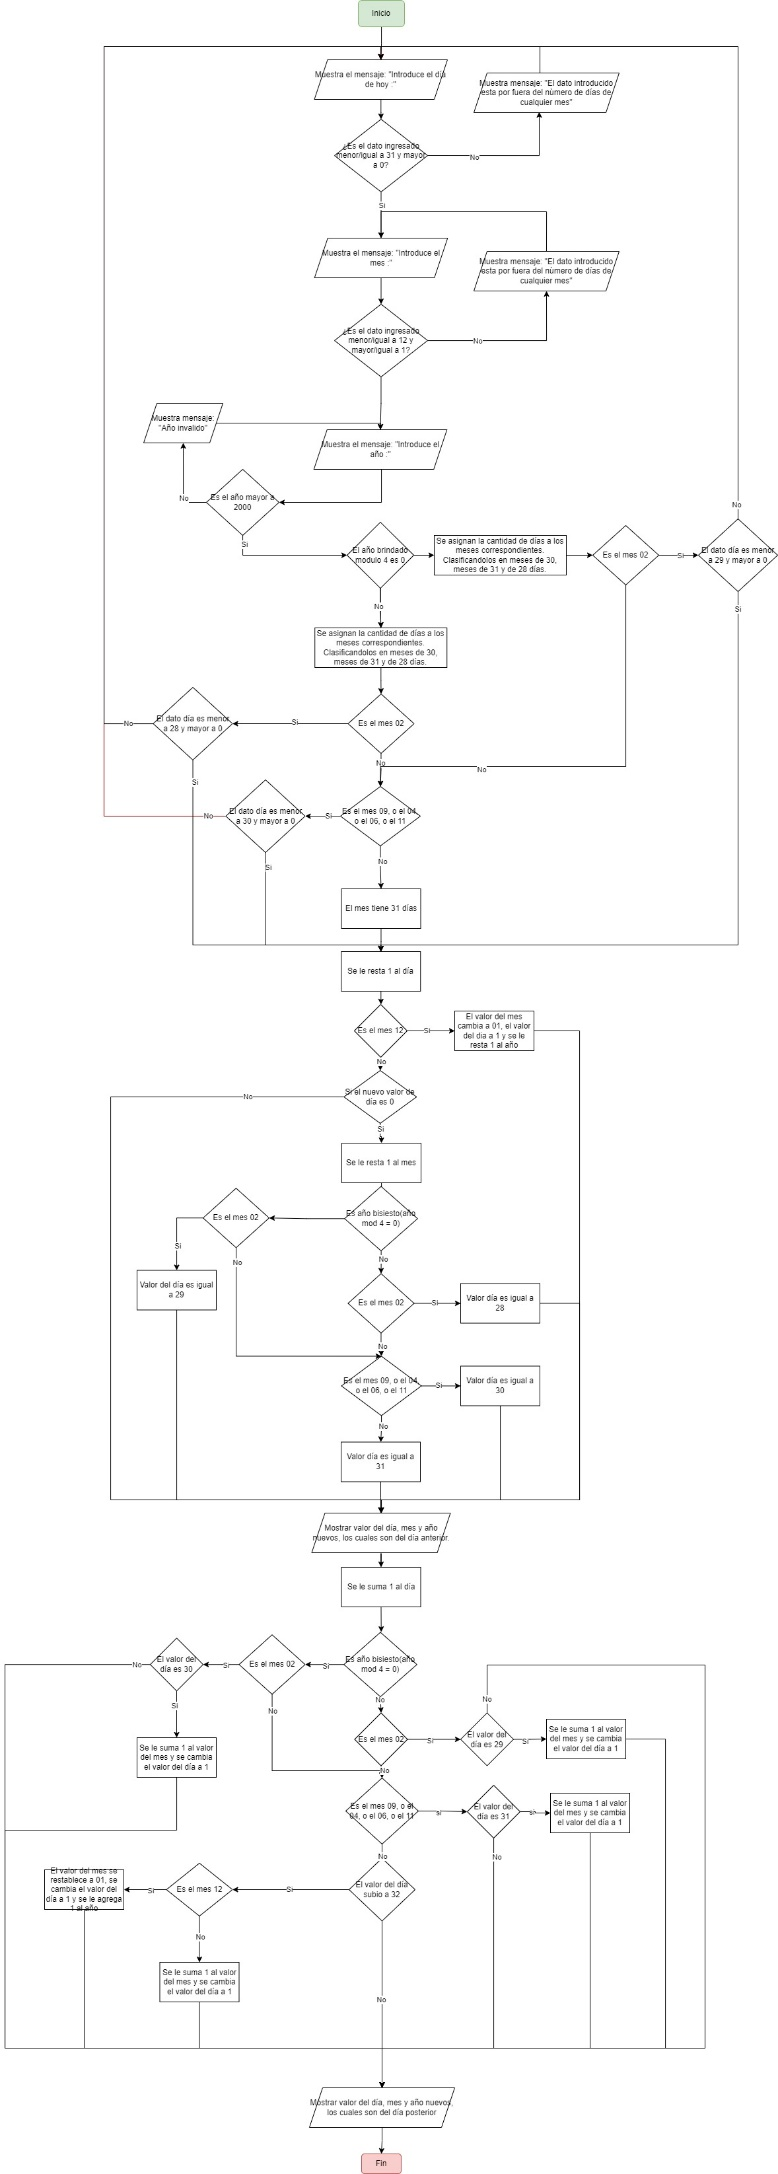 Inicio
Muestra el mensaje: "Introduce el día
de hoy :"
Muestra mensaje: "El dato introducido
esta por fuera del número de días de
cualquier mes"
¿Es el dato ingresado
menor/igual a 31 y mayor
a 0?
No
Si
Muestra el mensaje: "Introduce el
mes :"
Muestra mensaje: "El dato introducido
esta por fuera del número de días de
cualquier mes"
¿Es el dato ingresado
menor/igual a 12 y
mayor/igual a 1?
No
Muestra mensaje:
"Año invalido"
Muestra el mensaje: "Introduce el
año :"
Es el año mayor a
2000
No
Si
No
El año brindado
modulo 4 es 0
Se asignan la cantidad de días a los
meses correspondientes.
Clasificandolos en meses de 30,
meses de 31 y de 28 días.
Es el mes 02
Si
El dato día es menor
a 29 y mayor a 0
No
Si
Se asignan la cantidad de días a los
meses correspondientes.
Clasificandolos en meses de 30,
meses de 31 y de 28 días.
El dato día es menor
a 28 y mayor a 0
No
Si
Es el mes 02
No
No
Si
El dato día es menor
a 30 y mayor a 0
No
Si
Es el mes 09, o el 04,
o el 06, o el 11
Si
No
El mes tiene 31 días
Se le resta 1 al día
Es el mes 12
Si
El valor del mes
cambia a 01, el valor
del día a 1 y se le
resta 1 al año
No
Si el nuevo valor de
día es 0
No
Si
Se le resta 1 al mes
Es el mes 02
Es año bisiesto(año
mod 4 = 0)
Si
No
No
Valor del día es igual
a 29
Es el mes 02
Si
Valor día es igual a
28
No
Es el mes 09, o el 04,
o el 06, o el 11
Si
Valor día es igual a
30
No
Valor día es igual a
31
Mostrar valor del día, mes y año
nuevos, los cuales son del día anterior.
Se le suma 1 al día
No
El valor del
día es 30
Si
Es el mes 02
Si
Es año bisiesto(año
mod 4 = 0)
Si
No
No
No
Se le suma 1 al valor
del mes y se cambia
el valor del día a 1
Es el mes 02
Si
El valor del
día es 29
Si
Se le suma 1 al valor
del mes y se cambia
el valor del día a 1
No
Es el mes 09, o el
04, o el 06, o el 11
Si
El valor del
día es 31
Si
Se le suma 1 al valor
del mes y se cambia
el valor del día a 1
No
No
El valor del mes se
restablece a 01, se
cambia el valor del
día a 1 y se le agrega
1 al año
Si
Es el mes 12
Si
El valor del día
subio a 32
No
Se le suma 1 al valor
del mes y se cambia
el valor del día a 1
No
Mostrar valor del día, mes y año nuevos,
los cuales son del día posterior
Fin